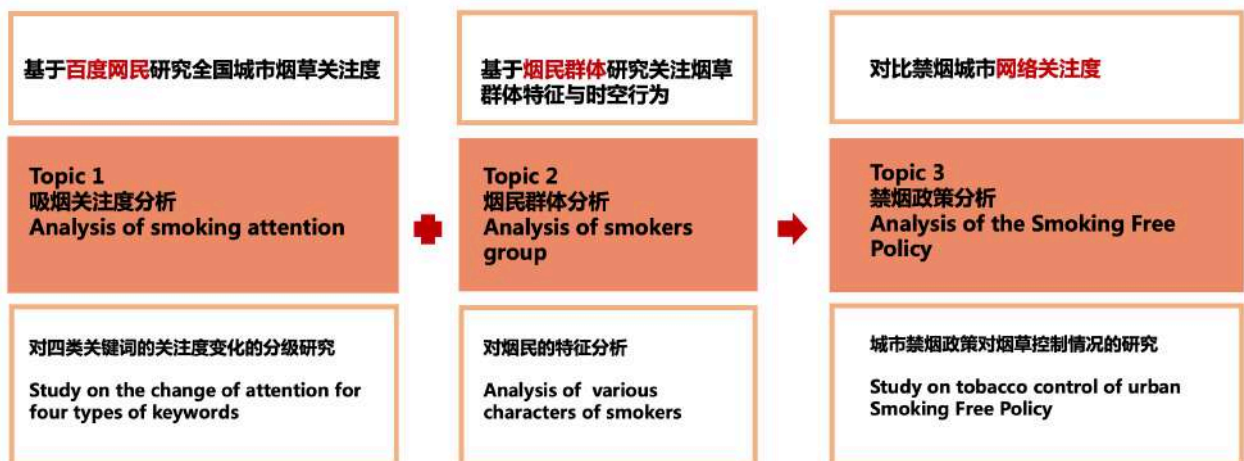 基于百度网民研究全国城市烟草关注度
基于烟民群体研究关注烟草
群体特征与时空行为
对比禁烟城市网络关注度
Topic 1
吸烟关注度分析
Analysis of smoking attention
Topic 2
烟民群体分析
Analysis of smokers
group
Topic 3
禁烟政策分析
Analysis of the Smoking Free
Policy
对四类关键词的关注度变化的分级研究
Study on the change of attention for
four types of keywords
对烟民的特征分析
Analysis of various
characters of smokers
城市禁烟政策对烟草控制情况的研究
Study on tobacco control of urban
Smoking Free Policy